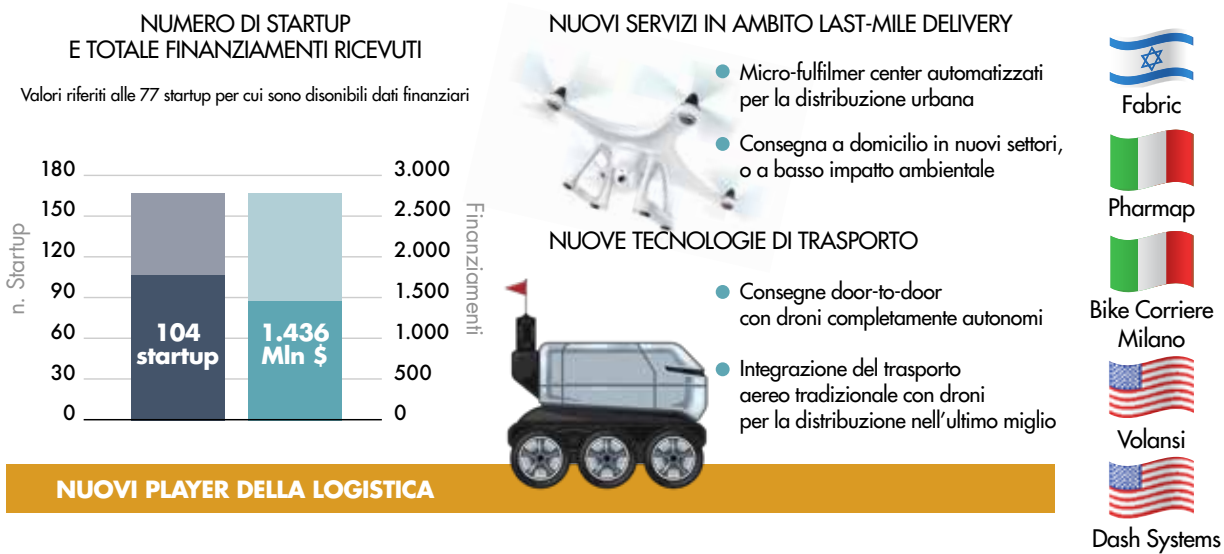 NUMERO DI STARTUP
E TOTALE FINANZIAMENTI RICEVUTI
Valori riferiti alle 77 startup per cui sono disonibili dati finanziari
n. Startup
180
150
120
90
60
30
0
104
startup
1.436
Mln $
3.000
2.500
2.000
1.500
1.000
500
0
Finanziamenti
NUOVI SERVIZI IN AMBITO LAST-MILE DELIVERY
Micro-fulfilmer center automatizzati
per la distribuzione urbana
Consegna a domicilio in nuovi settori,
o a basso impatto ambientale
NUOVE TECNOLOGIE DI TRASPORTO
Consegne door-to-door
con droni completamente autonomi
Integrazione del trasporto
aereo tradizionale con droni
per la distribuzione nell'ultimo miglio
Fabric
Pharmap
Bike Corriere
Milano
Volansi
Dash Systems
NUOVI PLAYER DELLA LOGISTICA